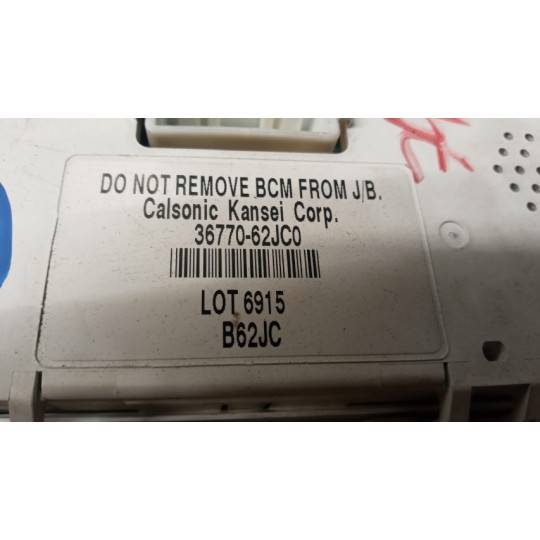 DO NOT REMOVE BCM FROM J/B.
Calsonic Kansei Corp.
36770-62JC0
LOT 6915
B62JC